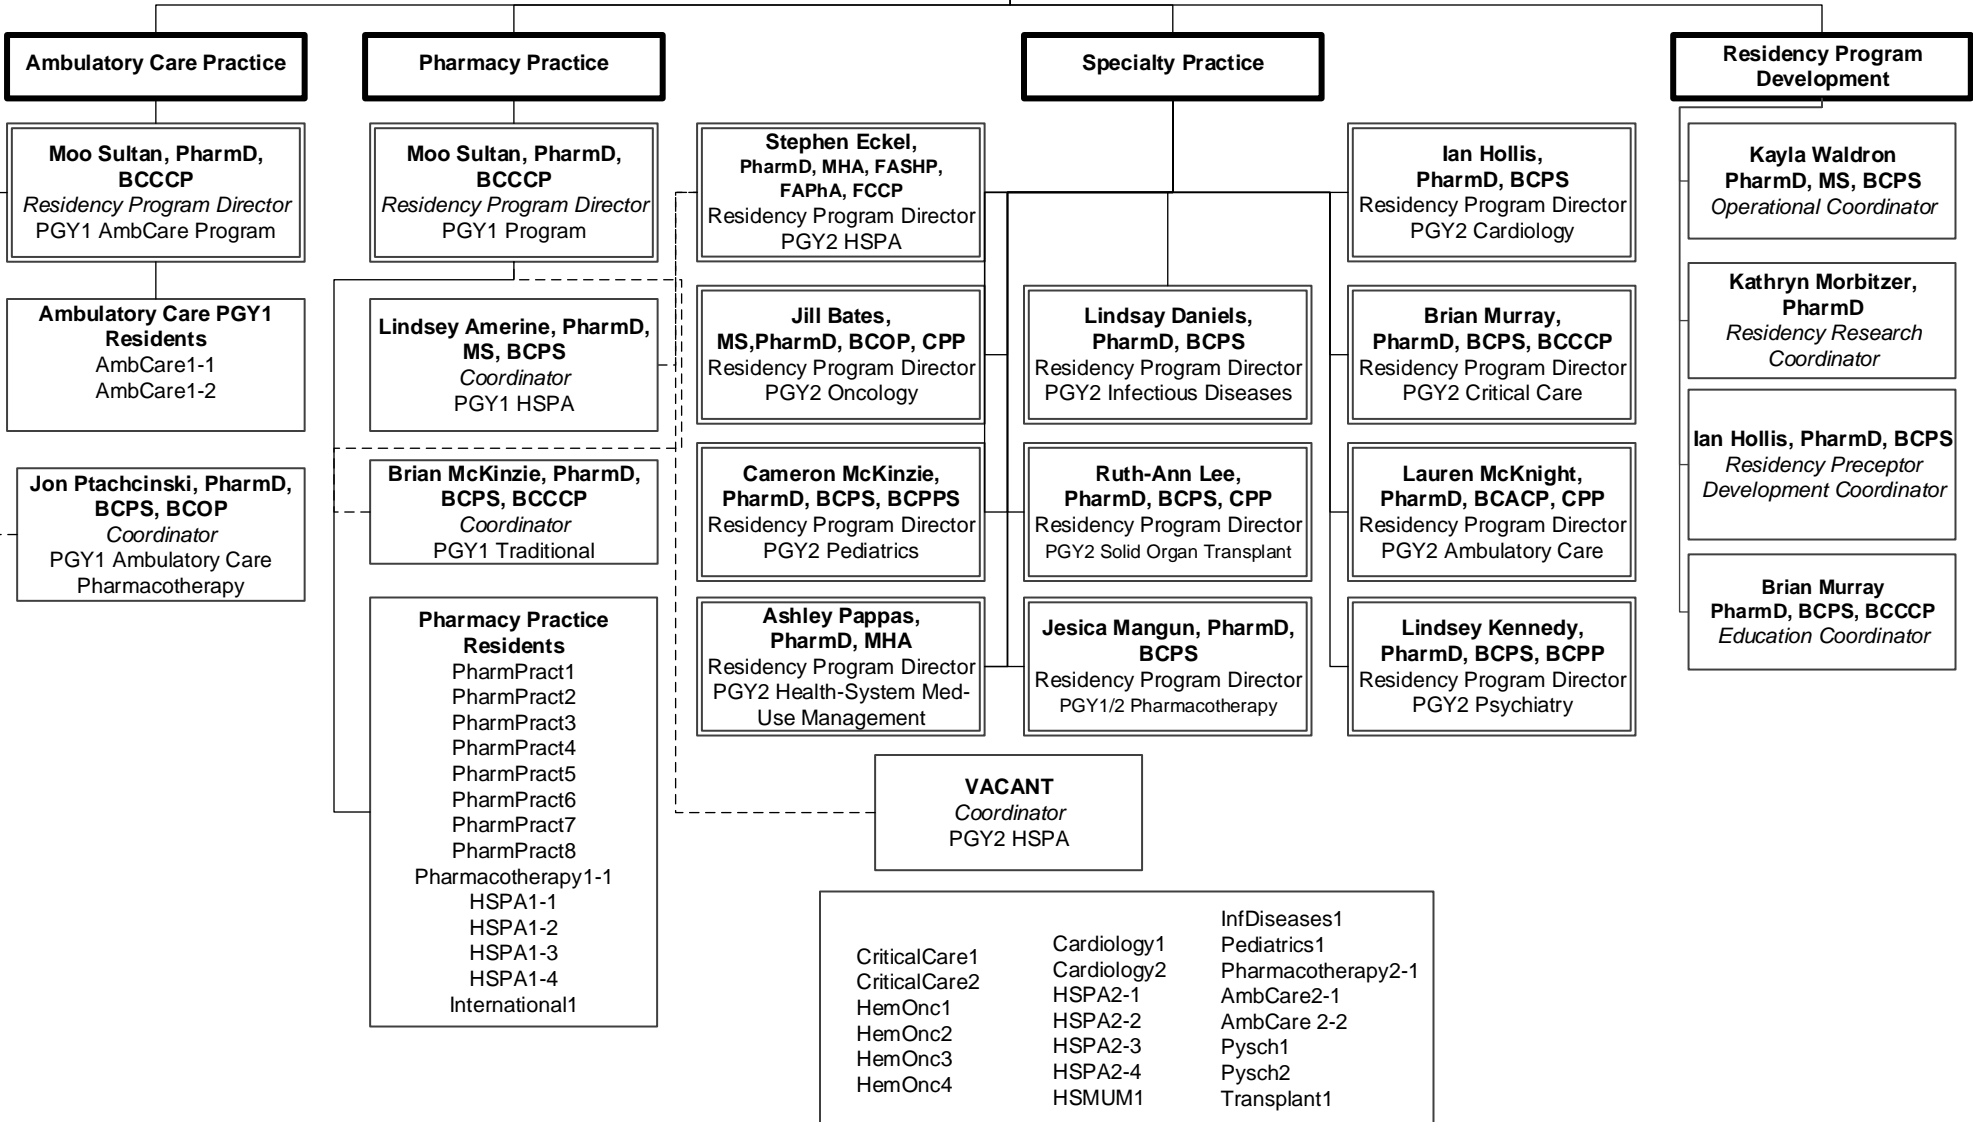 Ambulatory Care Practice
Pharmacy Practice
Specialty Practice
Residency Program
Development
Moo Sultan, PharmD,
BCCCP
Residency Program Director
PGY1 AmbCare Program
Ambulatory Care PGY1
Residents
AmbCare1-1
AmbCare1-2
Jon Ptachcinski, PharmD,
BCPS, BCOP
Coordinator
PGY1 Ambulatory Care
Pharmacotherapy
Moo Sultan, PharmD,
BCCCP
Residency Program Director
PGY1 Program
Lindsey Amerine, PharmD,
MS, BCPS
Coordinator
PGY1 HSPA
Brian McKinzie, PharmD,
BCPS, BCCCP
Coordinator
PGY1 Traditional
Pharmacy Practice
Residents
PharmPract1
PharmPract2
PharmPract3
PharmPract4
PharmPract5
PharmPract6
PharmPract7
PharmPract8
Pharmacotherapy1-1
HSPA1-1
HSPA1-2
HSPA1-3
HSPA1-4
International1
Stephen Eckel,
PharmD, MHA, FASHP,
FAPhA, FCCP
Residency Program Director
PGY2 HSPA
Jill Bates,
MS,PharmD, BCOP, CPP
Residency Program Director
PGY2 Oncology
Cameron McKinzie,
PharmD, BCPS, BCPPS
Residency Program Director
PGY2 Pediatrics
Ashley Pappas,
PharmD, MHA
Residency Program Director
PGY2 Health-System Med-
Use Management
Lindsay Daniels,
PharmD, BCPS
Residency Program Director
PGY2 Infectious Diseases
Ruth-Ann Lee,
PharmD, BCPS, CPP
Residency Program Director
PGY2 Solid Organ Transplant
Jesica Mangun, PharmD,
BCPS
Residency Program Director
PGY1/2 Pharmacotherapy
Ian Hollis,
PharmD, BCPS
Residency Program Director
PGY2 Cardiology
Brian Murray,
PharmD, BCPS, BCCCP
Residency Program Director
PGY2 Critical Care
Lauren McKnight,
PharmD, BCACP, CPP
Residency Program Director
PGY2 Ambulatory Care
Lindsey Kennedy,
PharmD, BCPS, BCPP
Residency Program Director
PGY2 Psychiatry
VACANT
Coordinator
PGY2 HSPA
CriticalCare1
CriticalCare2
HemOnc1
HemOnc2
HemOnc3
HemOnc4
Cardiology1
Cardiology2
HSPA2-1
HSPA2-2
HSPA2-3
HSPA2-4
HSMUM1
InfDiseases1
Pediatrics1
Pharmacotherapy2-1
AmbCare2-1
AmbCare 2-2
Pysch1
Pysch2
Transplant1
Kayla Waldron
PharmD, MS, BCPS
Operational Coordinator
Kathryn Morbitzer,
PharmD
Residency Research
Coordinator
Ian Hollis, PharmD, BCPS
Residency Preceptor
Development Coordinator
Brian Murray
PharmD, BCPS, BCCCP
Education Coordinator